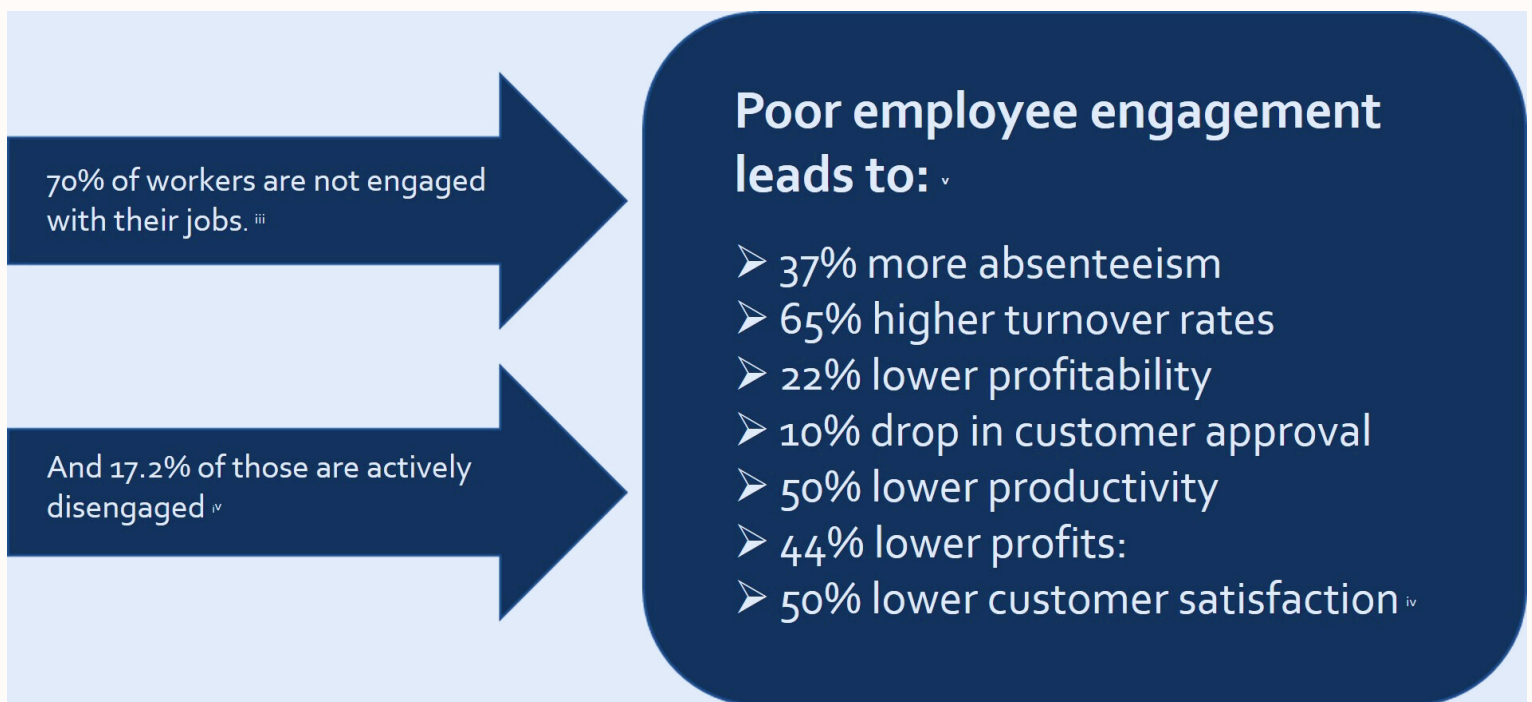 70% of workers are not engaged
with their jobs. iii
And 17.2% of those are actively
disengaged iv
Poor employee engagement
leads to: v
➢ 37% more absenteeism
➢ 65% higher turnover rates
➢ 22% lower profitability
➢ 10% drop in customer approval
➢ 50% lower productivity
➢ 44% lower profits:
➢ 50% lower customer satisfaction iv